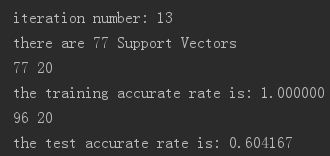 iteration number: 13
there are 77 Support Vectors
77 20
the training accurate rate is: 1.000000
96 20
the test accurate rate is: 0.604167